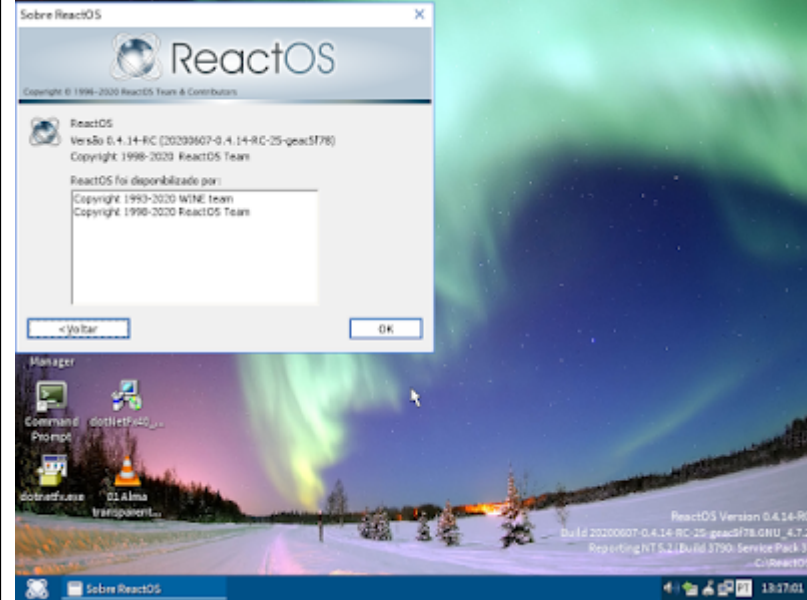 Sobre ReactOS
ReactOS
Copyright © 1996-2020 ReactOS Team & Contributors
ReactOS
Versão 0.4.14-RC (20200607-0.4.14-RC-25-geac5f78)
Copyright 1998-2020 ReactOS Team
ReactOS foi disponibilizado por:
Copyright 1993-2020 WINE team
Copyright 1998-2020 ReactOS Team
< Voltar
OK
Manager
Command Prompt
dotNetFx40_...
dotnetfx.exe
01 Alma transparent...
ReactOS Version 0.4.14-R
Build 20200607-0.4.14-RC-25-geac5f78.GNU_4.7.
Reporting NT 5.2 (Build 3790: Service Pack
C:\ReactO
Sobre ReactOS
PT
13:17:01